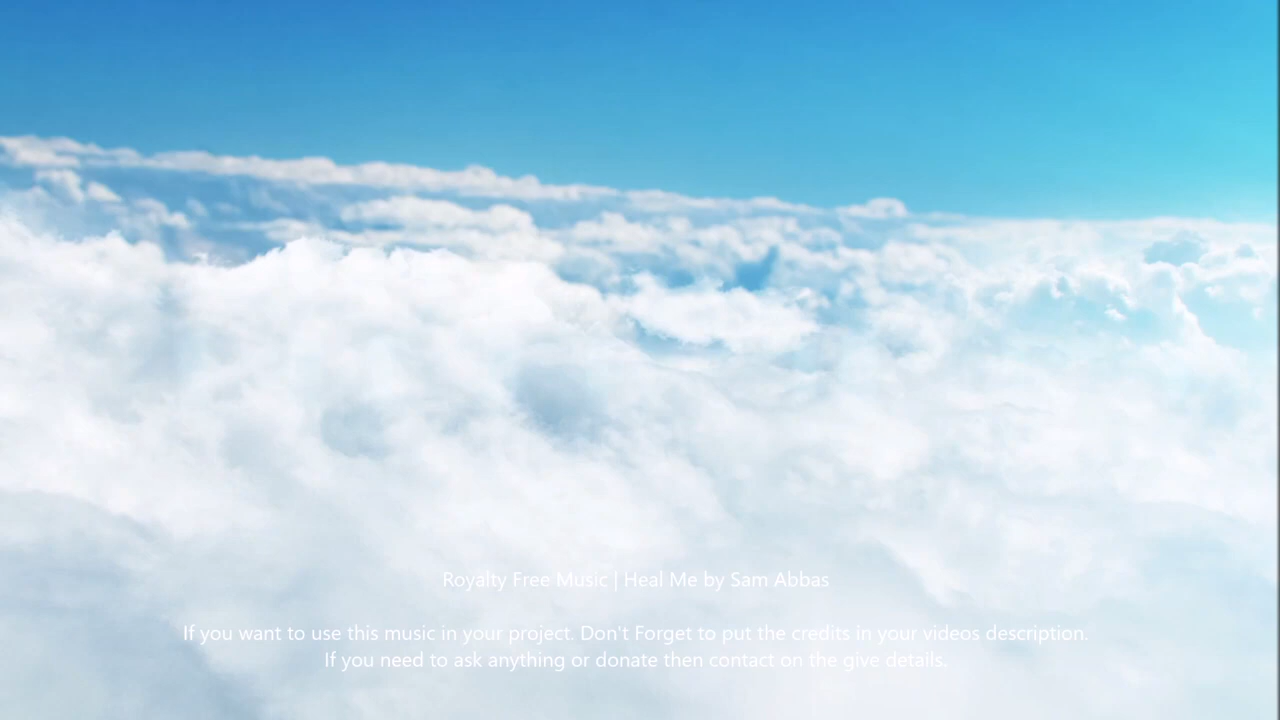 Royalty Free Music | Heal Me by Sam Abbas
If you want to use this music in your project. Don't Forget to put the credits in your videos description.
If you need to ask anything or donate then contact on the give details.